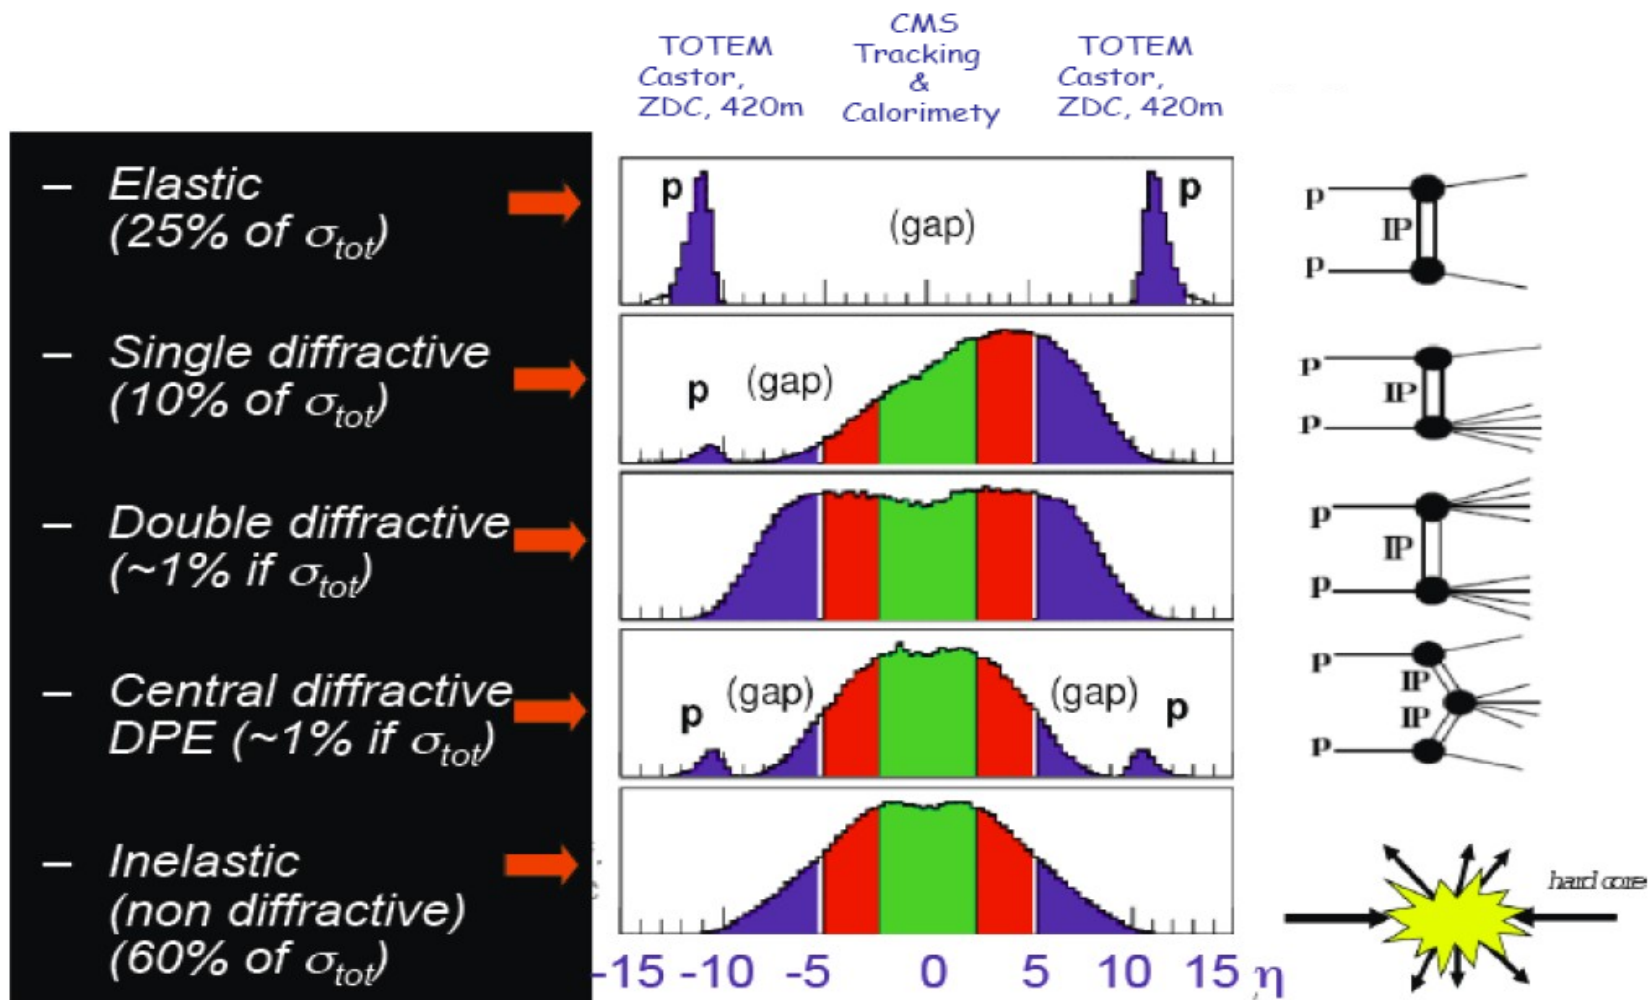 TOTEM
Castor,
ZDC, 420m
CMS
Tracking
&
Calorimety
TOTEM
Castor,
ZDC, 420m
– Elastic
(25% of σtot)
p
(gap)
p
p
IP
p
– Single diffractive
(10% of σtot)
p
(gap)
p
IP
p
– Double diffractive
(~1% if σtot)
p
IP
p
– Central diffractive
DPE (~1% if σtot)
p
(gap)
(gap)
p
p
IP
IP
p
– Inelastic
(non diffractive)
(60% of σtot)
hard core
-15 -10 -5 0 5 10 15 η